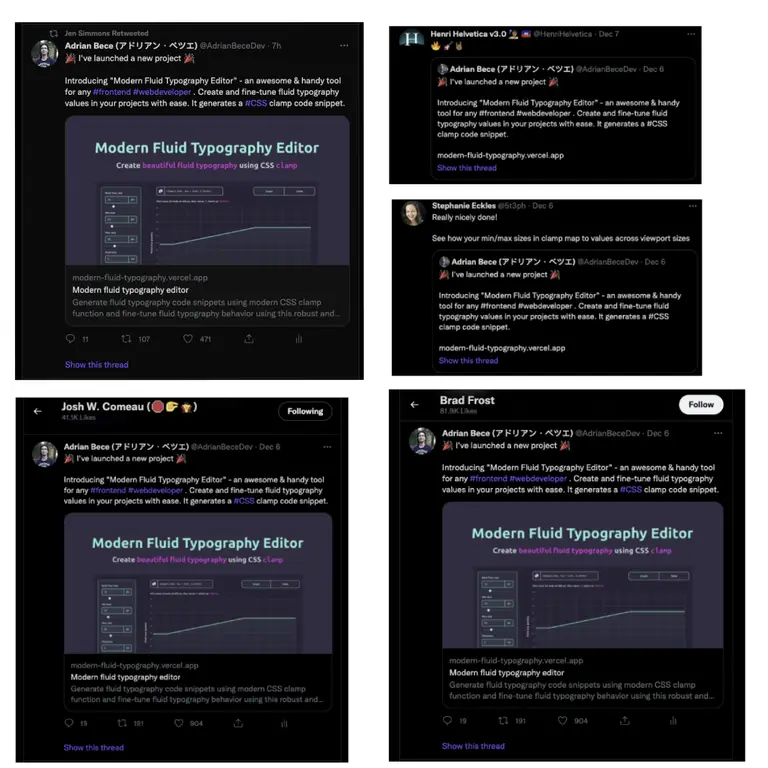 Jen Simmons Retweeted
Adrian Bece (アドリアン・ベツエ) @AdrianBeceDev · 7h
🎉 I've launched a new project 🎉
Introducing "Modern Fluid Typography Editor" - an awesome & handy tool
for any #frontend #webdeveloper . Create and fine-tune fluid typography
values in your projects with ease. It generates a #CSS clamp code snippet.
Modern Fluid Typography Editor
Create beautiful fluid typography using CSS clamp
modern-fluid-typography.vercel.app
Modern fluid typography editor
Generate fluid typography code snippets using modern CSS clamp
function and fine-tune fluid typography behavior using this robust and...
11 107 471
Show this thread
Henri Helvetica v3.0 @HenriHelvetica · Dec 7
Adrian Bece (アドリアン・ベツエ) @AdrianBeceDev · Dec 6
🎉 I've launched a new project 🎉
Introducing "Modern Fluid Typography Editor" - an awesome & handy
tool for any #frontend #webdeveloper . Create and fine-tune fluid
typography values in your projects with ease. It generates a #CSS
clamp code snippet.
modern-fluid-typography.vercel.app
Show this thread
Stephanie Eckles @5t3ph · Dec 6
Really nicely done!
See how your min/max sizes in clamp map to values across viewport sizes
Adrian Bece (アドリアン・ベツエ) @AdrianBeceDev · Dec 6
🎉 I've launched a new project 🎉
Introducing "Modern Fluid Typography Editor" - an awesome & handy
tool for any #frontend #webdeveloper . Create and fine-tune fluid
typography values in your projects with ease. It generates a #CSS
clamp code snippet.
modern-fluid-typography.vercel.app
Show this thread
Josh W. Comeau
41.1K Likes
Following
Adrian Bece (アドリアン・ベツエ) @AdrianBeceDev · Dec 6
🎉 I've launched a new project 🎉
Introducing "Modern Fluid Typography Editor" - an awesome & handy tool
for any #frontend #webdeveloper . Create and fine-tune fluid typography
values in your projects with ease. It generates a #CSS clamp code snippet.
Modern Fluid Typography Editor
Create beautiful fluid typography using CSS clamp
modern-fluid-typography.vercel.app
Modern fluid typography editor
Generate fluid typography code snippets using modern CSS clamp
function and fine-tune fluid typography behavior using this robust and...
19 191 904
Show this thread
Brad Frost
81.9K Likes
Follow
Adrian Bece (アドリアン・ベツエ) @AdrianBeceDev · Dec 6
🎉 I've launched a new project 🎉
Introducing "Modern Fluid Typography Editor" - an awesome & handy tool
for any #frontend #webdeveloper . Create and fine-tune fluid typography
values in your projects with ease. It generates a #CSS clamp code snippet.
Modern Fluid Typography Editor
Create beautiful fluid typography using CSS clamp
modern-fluid-typography.vercel.app
Modern fluid typography editor
Generate fluid typography code snippets using modern CSS clamp
function and fine-tune fluid typography behavior using this robust and...
19 191 904
Show this thread